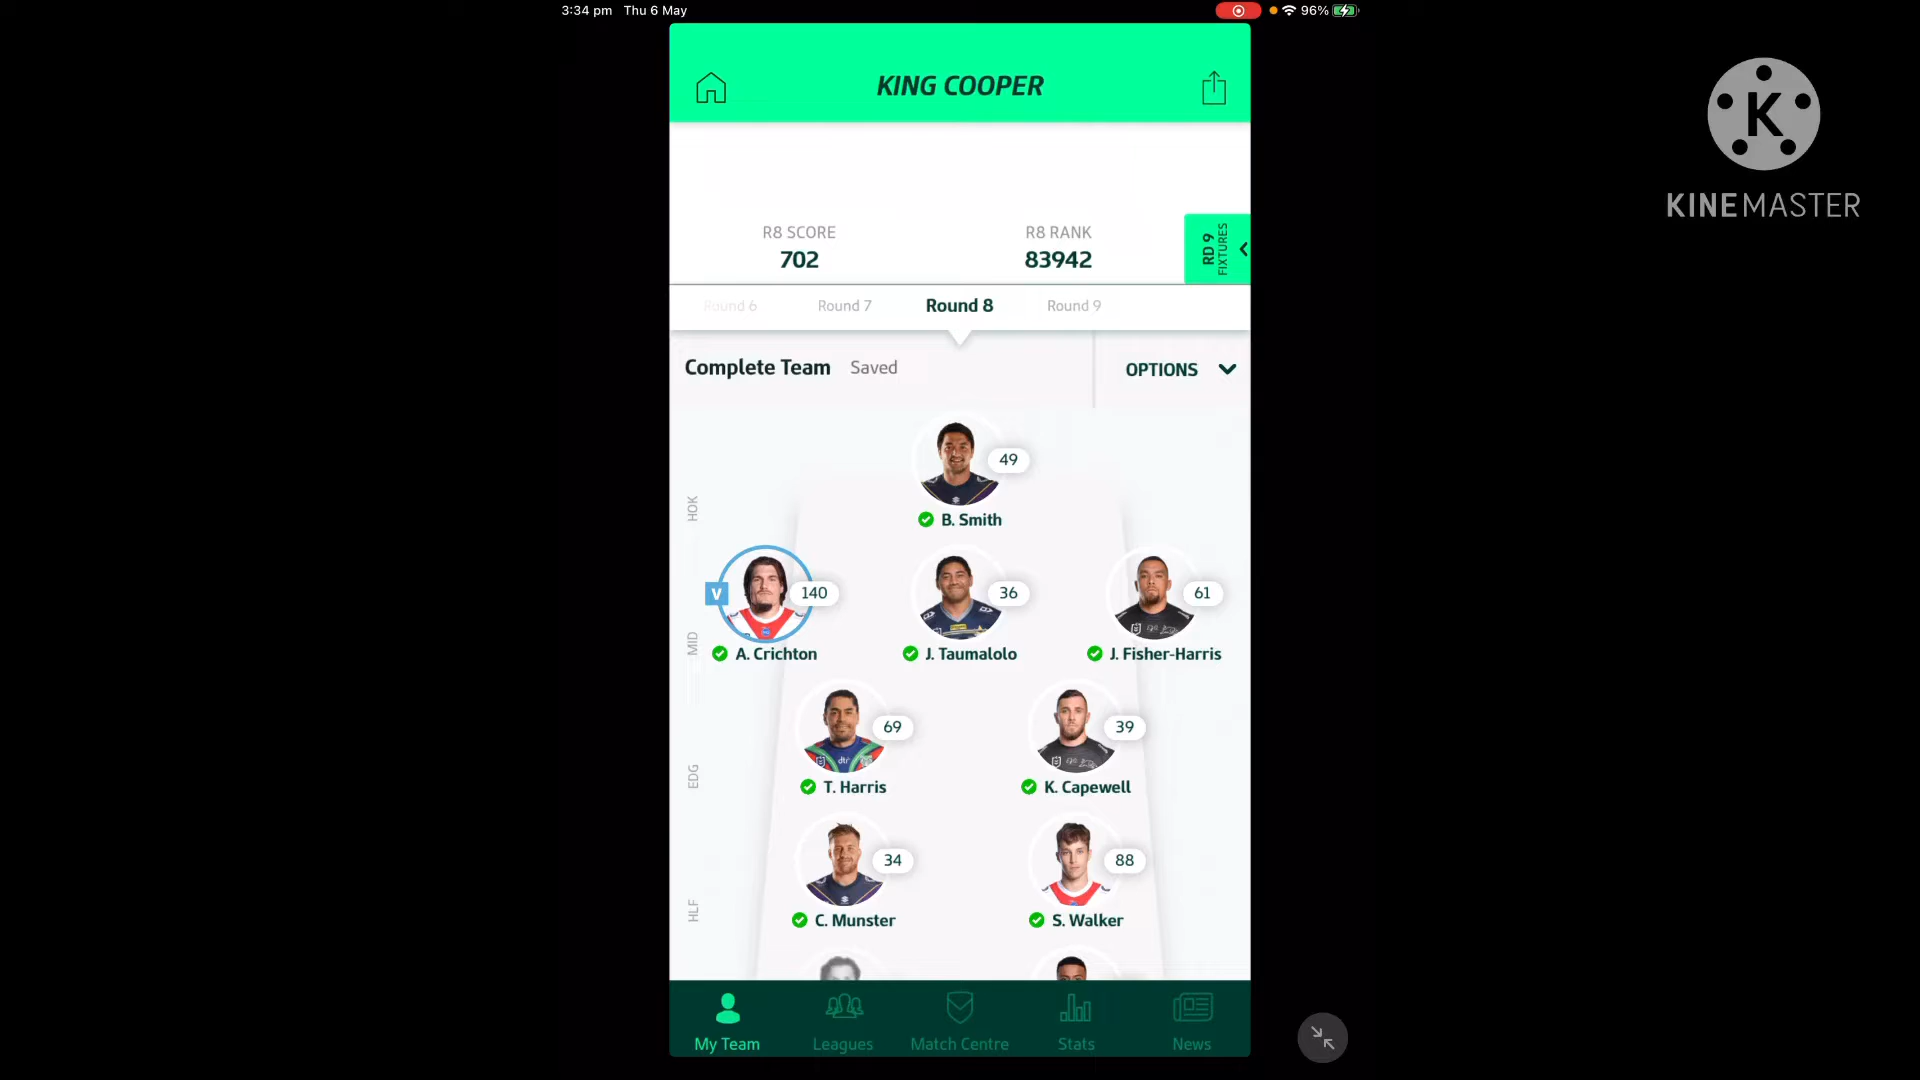 3:34 pm Thu 6 May
96%
KING COOPER
K
KINEMASTER
R8 SCORE
R8 RANK
702
83942
RD 9
FIXTURES
Round 6
Round 7
Round 8
Round 9
Complete Team
Saved
OPTIONS
HOK
49
B. Smith
MID
V
140
36
61
A. Crichton
J. Taumalolo
J. Fisher-Harris
EDG
69
39
T. Harris
K. Capewell
HLF
34
88
C. Munster
S. Walker
My Team
Leagues
Match Centre
Stats
News